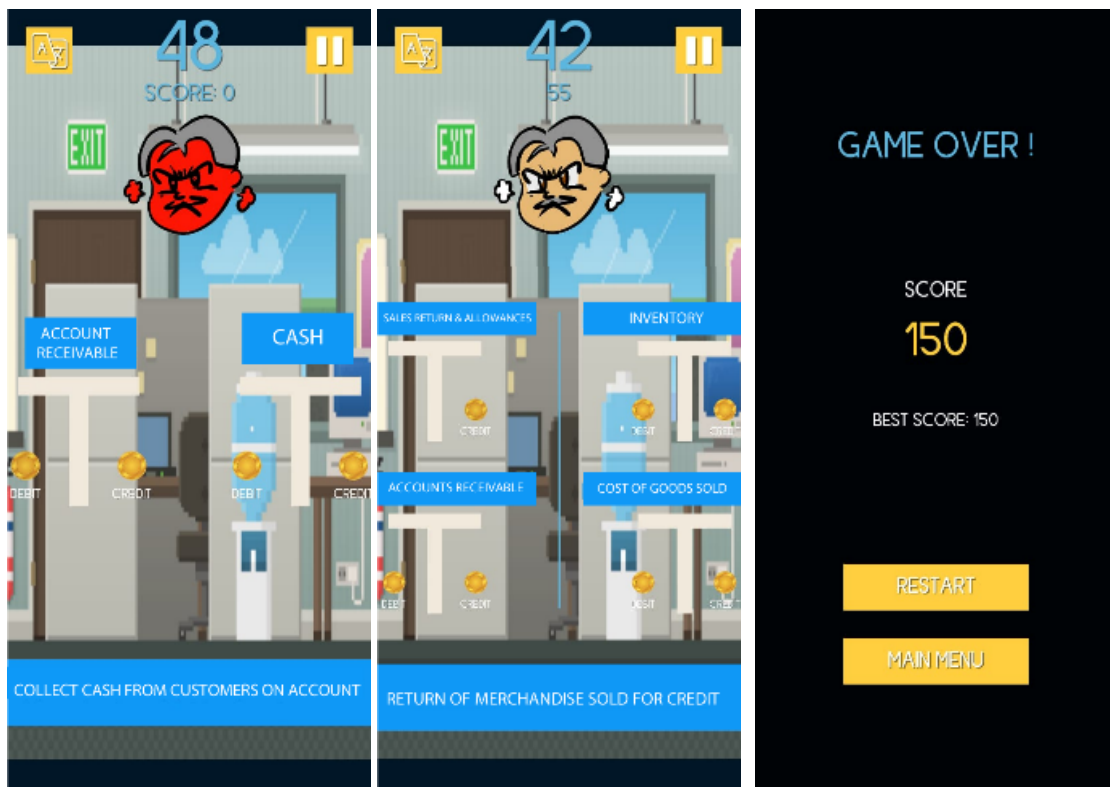 48
SCORE: 0
EXIT
ACCOUNT
RECEIVABLE
CASH
DEBIT
CREDIT
DEBIT
CREDIT
COLLECT CASH FROM CUSTOMERS ON ACCOUNT
42
55
EXIT
SALES RETURN & ALLOWANCES
INVENTORY
CREDIT
DEBIT
CREDIT
ACCOUNTS RECEIVABLE
COST OF GOODS SOLD
DEBIT
CREDIT
DEBIT
CREDIT
RETURN OF MERCHANDISE SOLD FOR CREDIT
GAME OVER !
SCORE
150
BEST SCORE: 150
RESTART
MAIN MENU